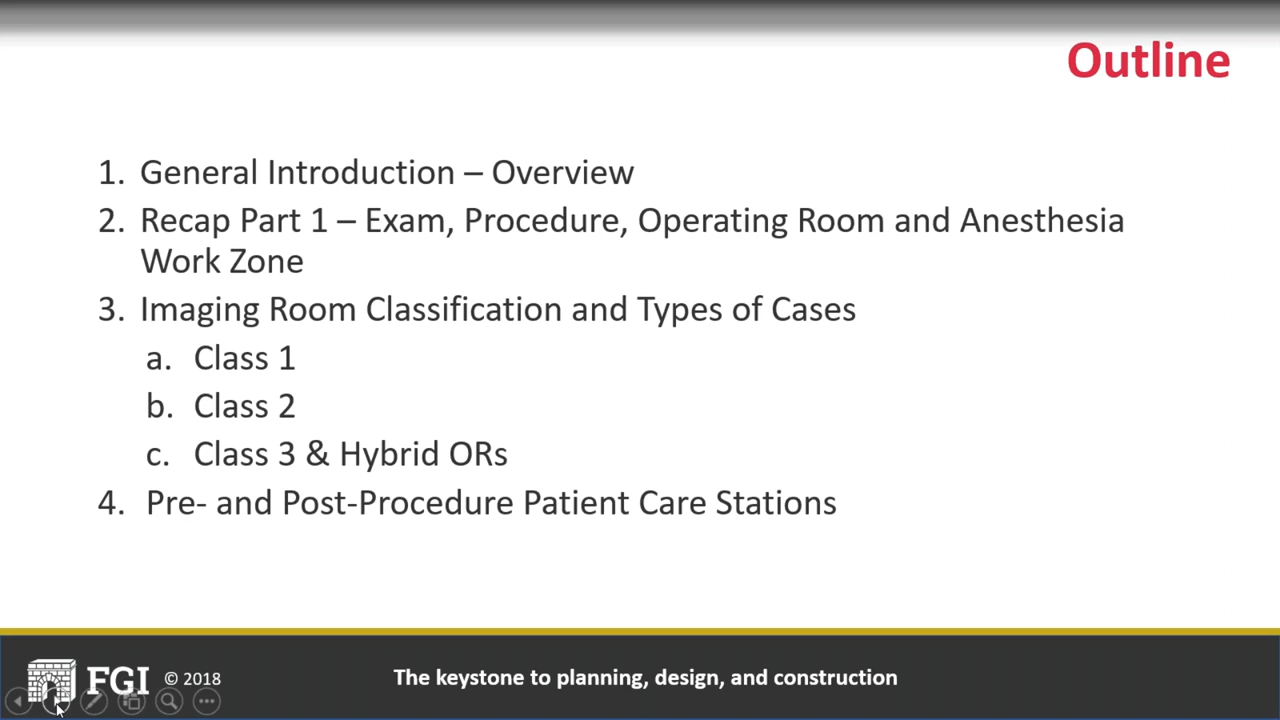 Outline
1. General Introduction – Overview
2. Recap Part 1 – Exam, Procedure, Operating Room and Anesthesia
Work Zone
3. Imaging Room Classification and Types of Cases
a. Class 1
b. Class 2
c. Class 3 & Hybrid ORs
4. Pre- and Post-Procedure Patient Care Stations
FGI © 2018
The keystone to planning, design, and construction